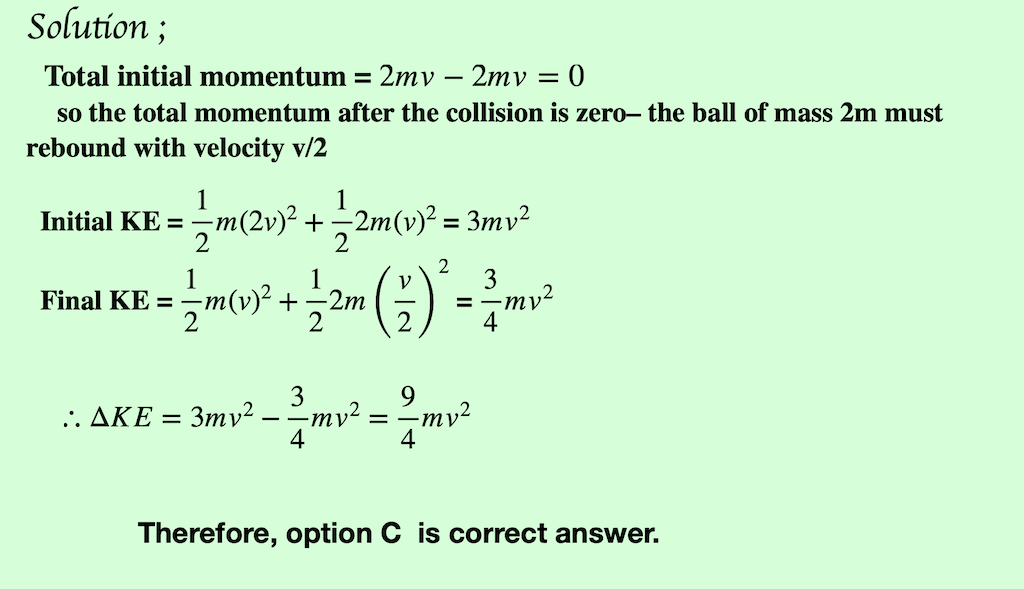 Solution ;
Total initial momentum = 2mv − 2mv = 0
so the total momentum after the collision is zero– the ball of mass 2m must
rebound with velocity v/2
Initial KE = \frac{1}{2}m(2v)^2 + \frac{1}{2}2m(v)^2 = 3mv^2
Final KE = \frac{1}{2}m(v)^2 + \frac{1}{2}2m\left(\frac{v}{2}\right)^2 = \frac{3}{4}mv^2
∴ ΔKE = 3mv^2 − \frac{3}{4}mv^2 = \frac{9}{4}mv^2
Therefore, option C is correct answer.